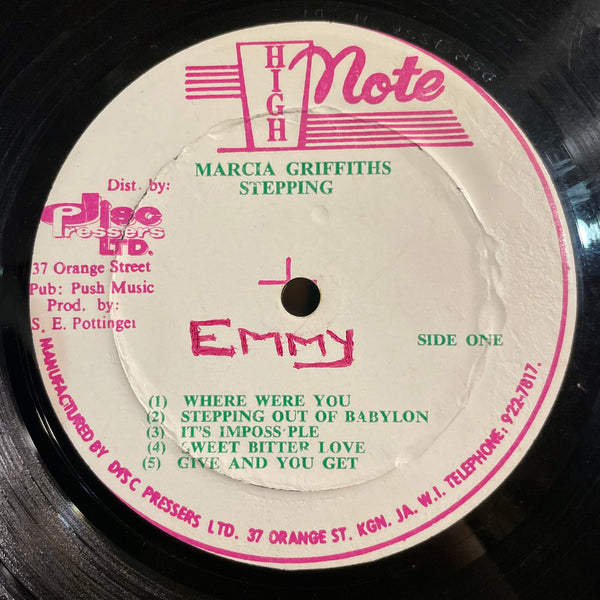 HIGH Note
MARCIA GRIFFITHS
STEPPING
Dist. by:
Disc
Pressers
LTD.
37 Orange Street
Pub: Push Music
Prod. by:
S. E. Pottinger
Emmy
SIDE ONE
(1) WHERE WERE YOU
(2) STEPPING OUT OF BABYLON
(3) IT'S IMPOSS PLE
(4) SWEET BITTER LOVE
(5) GIVE AND YOU GET
MANUFACTURED BY DISC PRESSERS LTD. 37 ORANGE ST. KGN. JA. W.I. TELEPHONE: 922-7817.